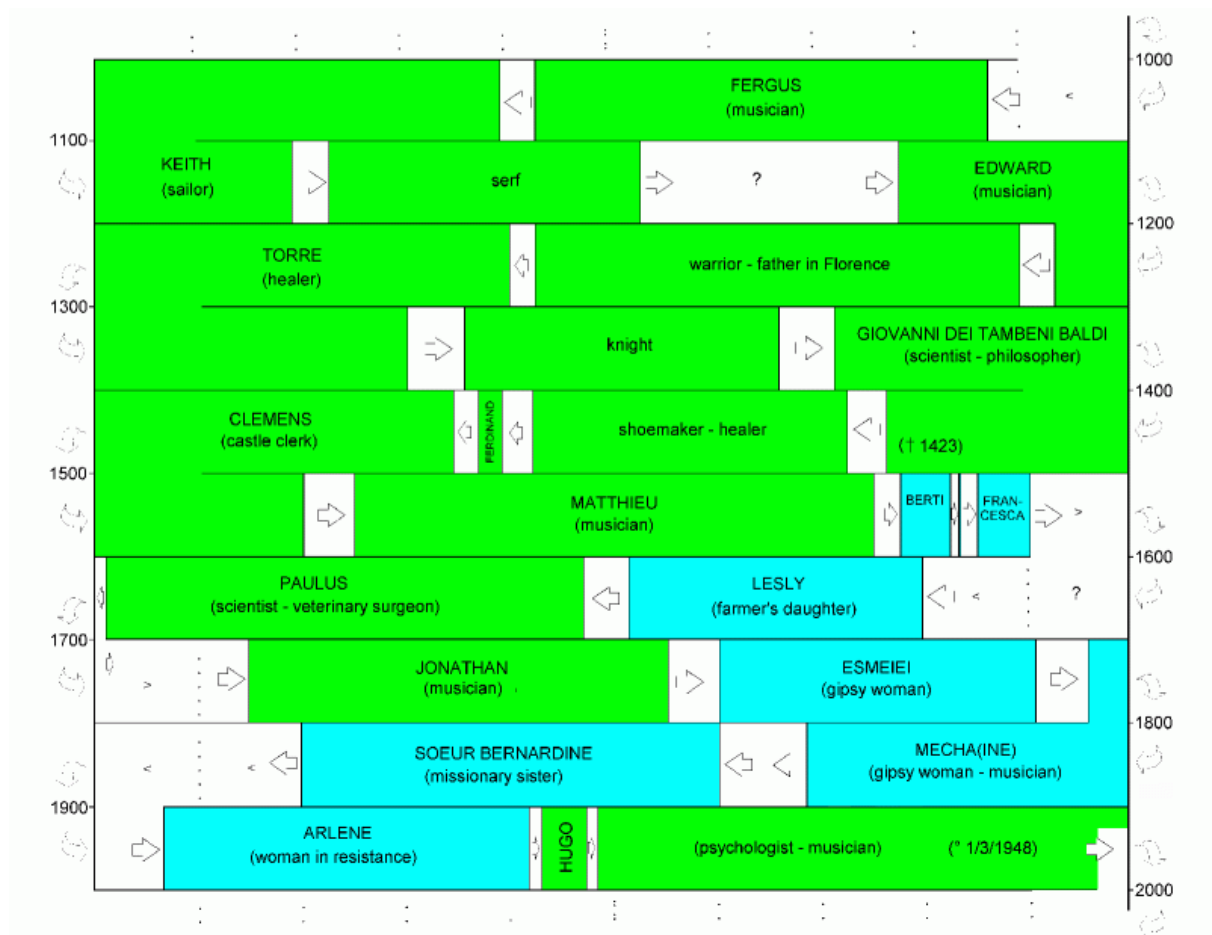 1000
FERGUS
(musician)
<
1100
KEITH
(sailor)
serf
?
EDWARD
(musician)
1200
TORRE
(healer)
warrior - father in Florence
1300
knight
GIOVANNI DEI TAMBENI BALDI
(scientist - philosopher)
1400
CLEMENS
(castle clerk)
FERDINAND
shoemaker - healer
(† 1423)
1500
MATTHIEU
(musician)
BERTI
FRAN-
CESCA
>
1600
PAULUS
(scientist - veterinary surgeon)
LESLY
(farmer's daughter)
<
?
1700
>
JONATHAN
(musician)
ESMEIEI
(gipsy woman)
1800
<
<
SOEUR BERNARDINE
(missionary sister)
MECHA(INE)
(gipsy woman - musician)
1900
ARLENE
(woman in resistance)
HUGO
(psychologist - musician)
(° 1/3/1948)
2000